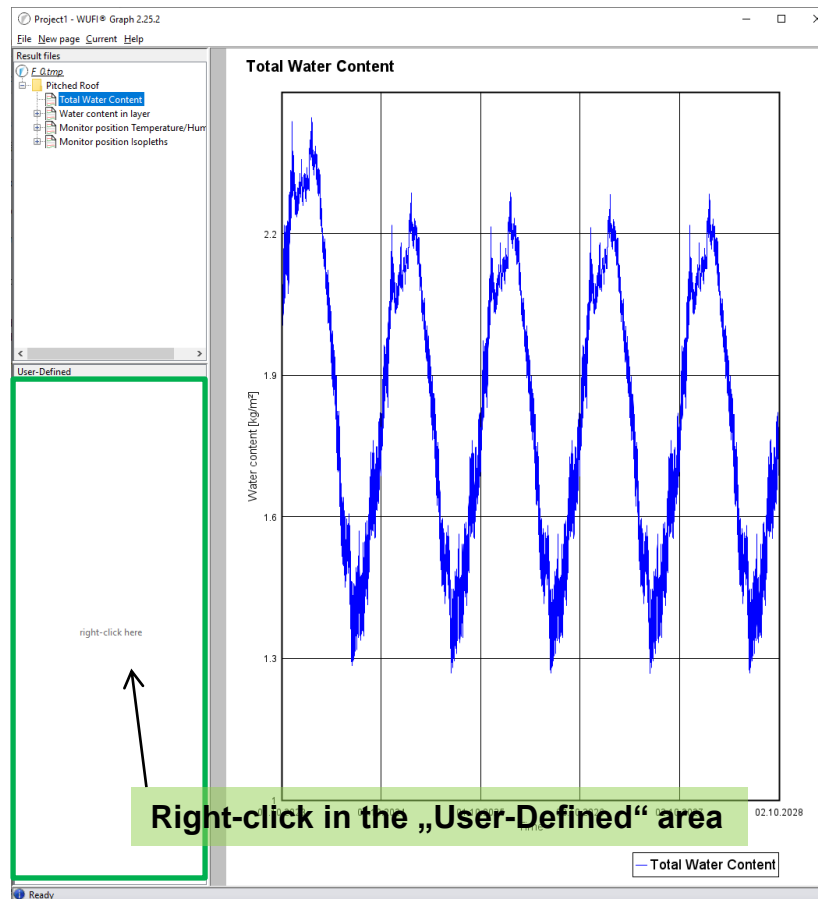 Project1 - WUFI® Graph 2.25.2
File New page Current Help
Result files
F_0.tmp
Pitched Roof
Total Water Content
Water content in layer
Monitor position Temperature/Hum
Monitor position Isopleths
User-Defined
right-click here
Total Water Content
2.2
1.9
1.6
1.3
1
Water content [kg/m²]
02.10.2028
Time
Right-click in the „User-Defined“ area
Total Water Content
Ready